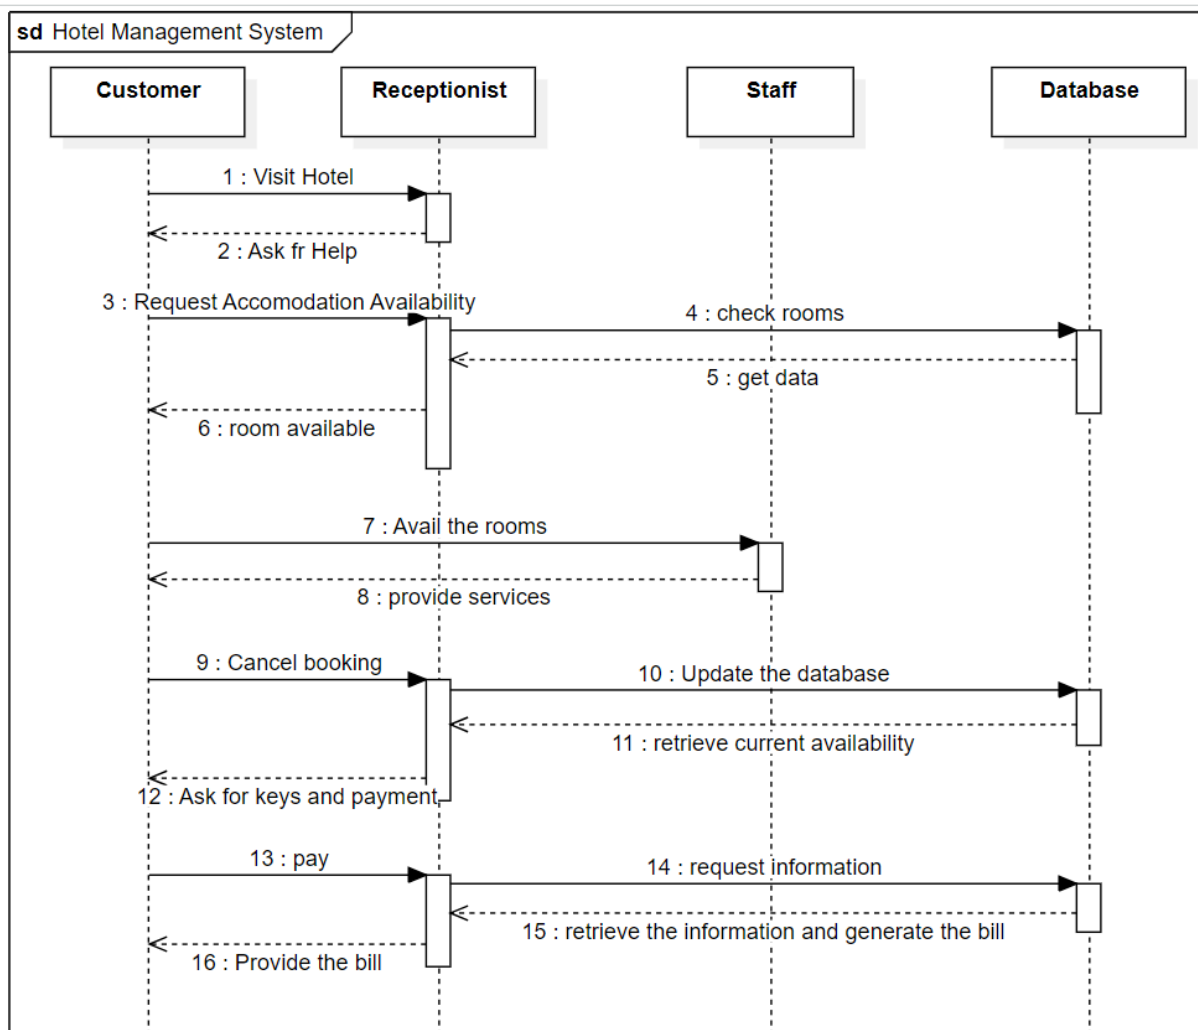 sd Hotel Management System
Customer
Receptionist
Staff
Database
1 : Visit Hotel
2 : Ask fr Help
3 : Request Accomodation Availability
4 : check rooms
5 : get data
6 : room available
7 : Avail the rooms
8 : provide services
9 : Cancel booking
10 : Update the database
11 : retrieve current availability
12 : Ask for keys and payment
13 : pay
14 : request information
15 : retrieve the information and generate the bill
16 : Provide the bill